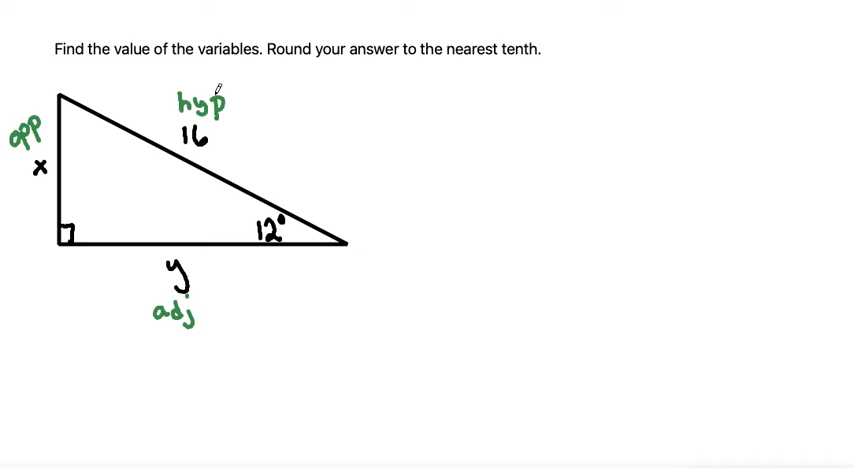 Find the value of the variables. Round your answer to the nearest tenth.
hyp
opp
16
x
12°
y
adj